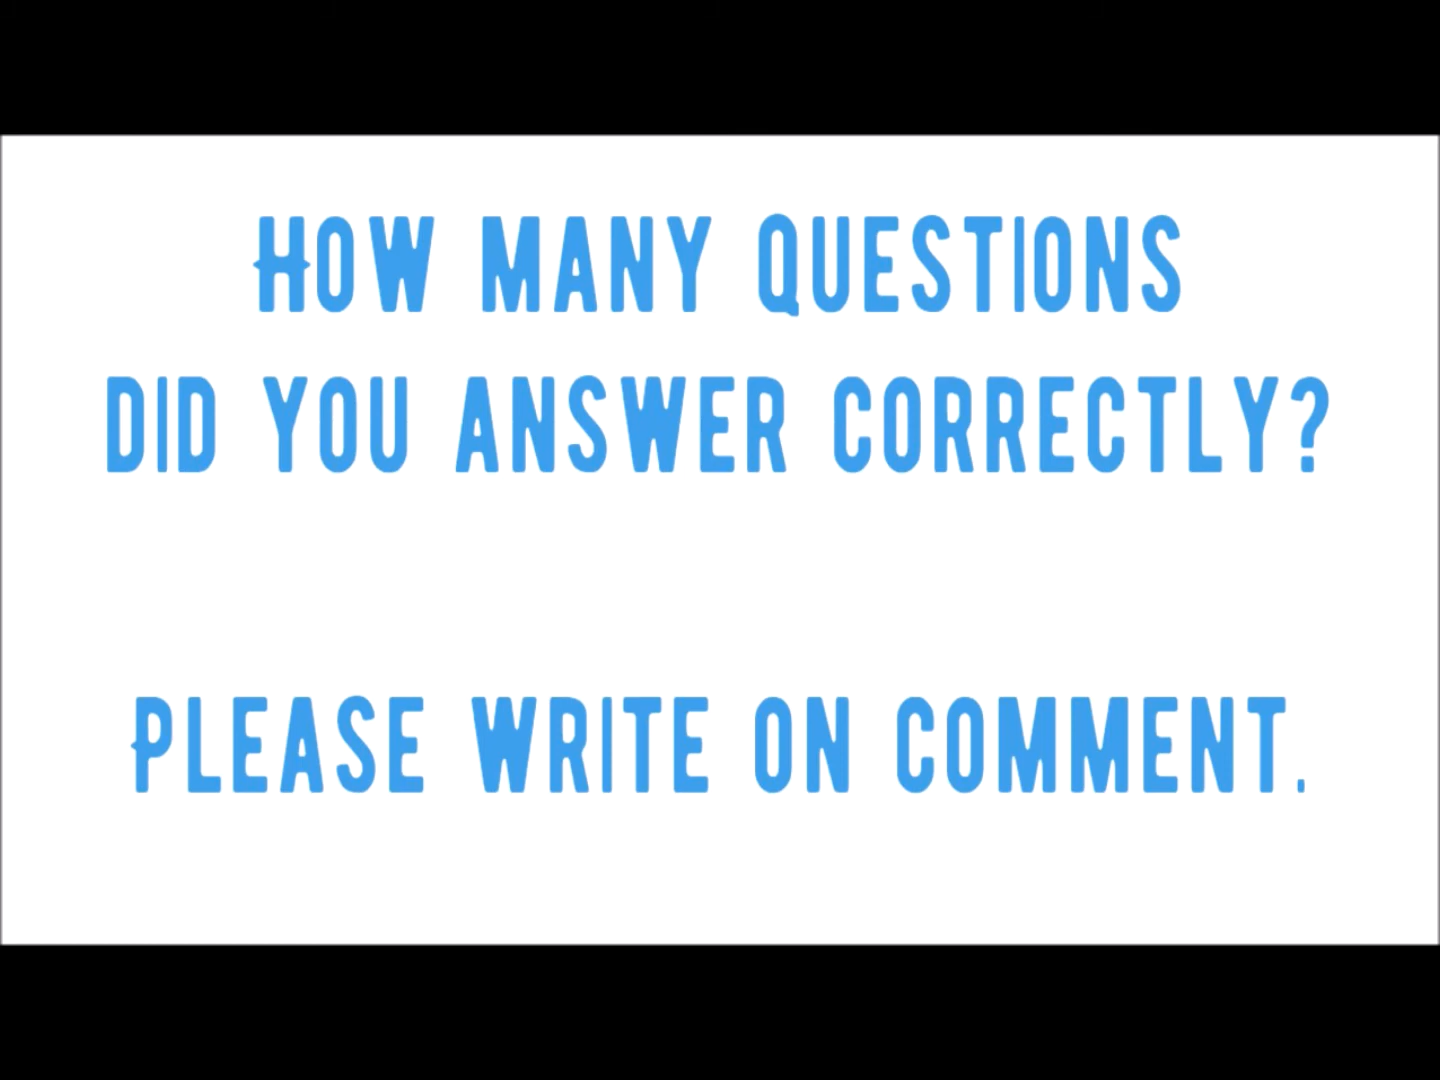 How many questions
did you answer correctly?
Please write on comment.